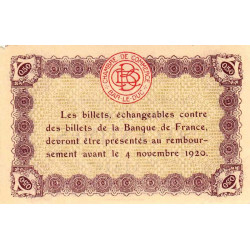 CHAMBRE DE COMMERCE
BAR-LE-DUC
Les billets, échangeables contre
des billets de la Banque de France,
devront être présentés au rembour-
sement avant le 4 novembre 1920.